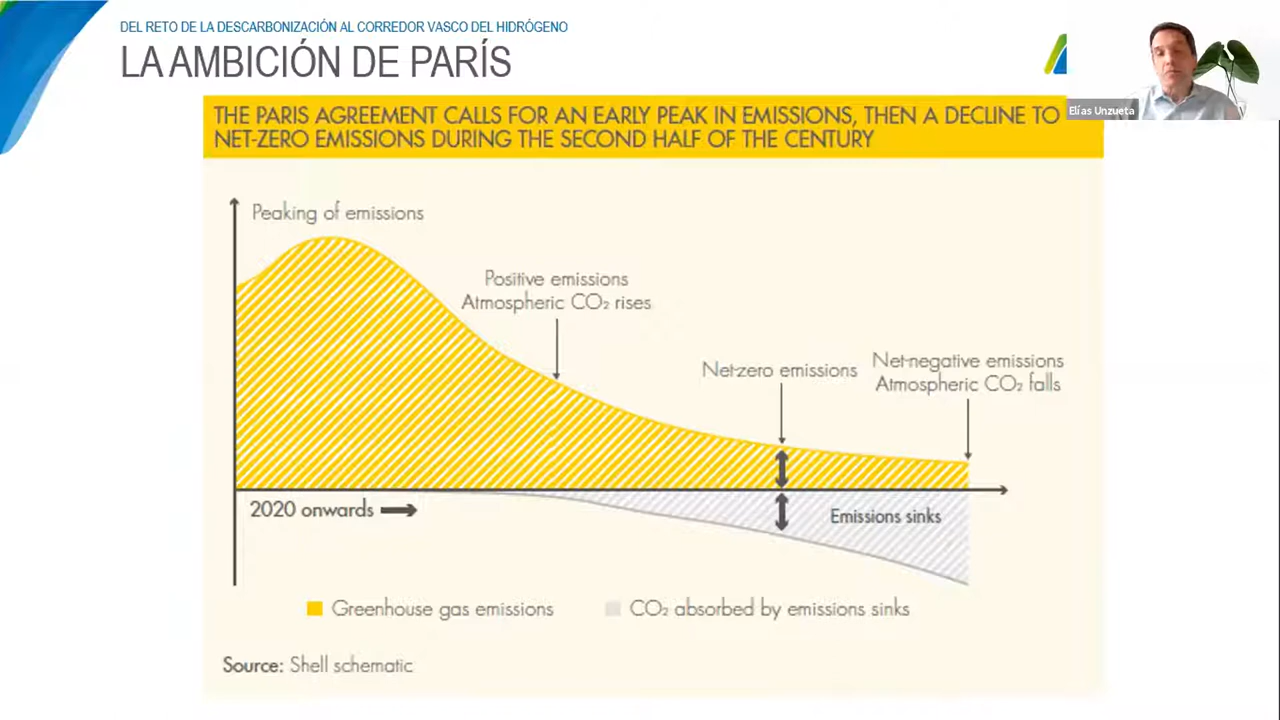 DEL RETO DE LA DESCARBONIZACIÓN AL CORREDOR VASCO DEL HIDRÓGENO
LA AMBICIÓN DE PARÍS
Elías Unzueta
THE PARIS AGREEMENT CALLS FOR AN EARLY PEAK IN EMISSIONS, THEN A DECLINE TO
NET-ZERO EMISSIONS DURING THE SECOND HALF OF THE CENTURY
Peaking of emissions
Positive emissions
Atmospheric CO₂ rises
Net-zero emissions
Net-negative emissions
Atmospheric CO₂ falls
2020 onwards
Emissions sinks
Greenhouse gas emissions
CO₂ absorbed by emissions sinks
Source: Shell schematic